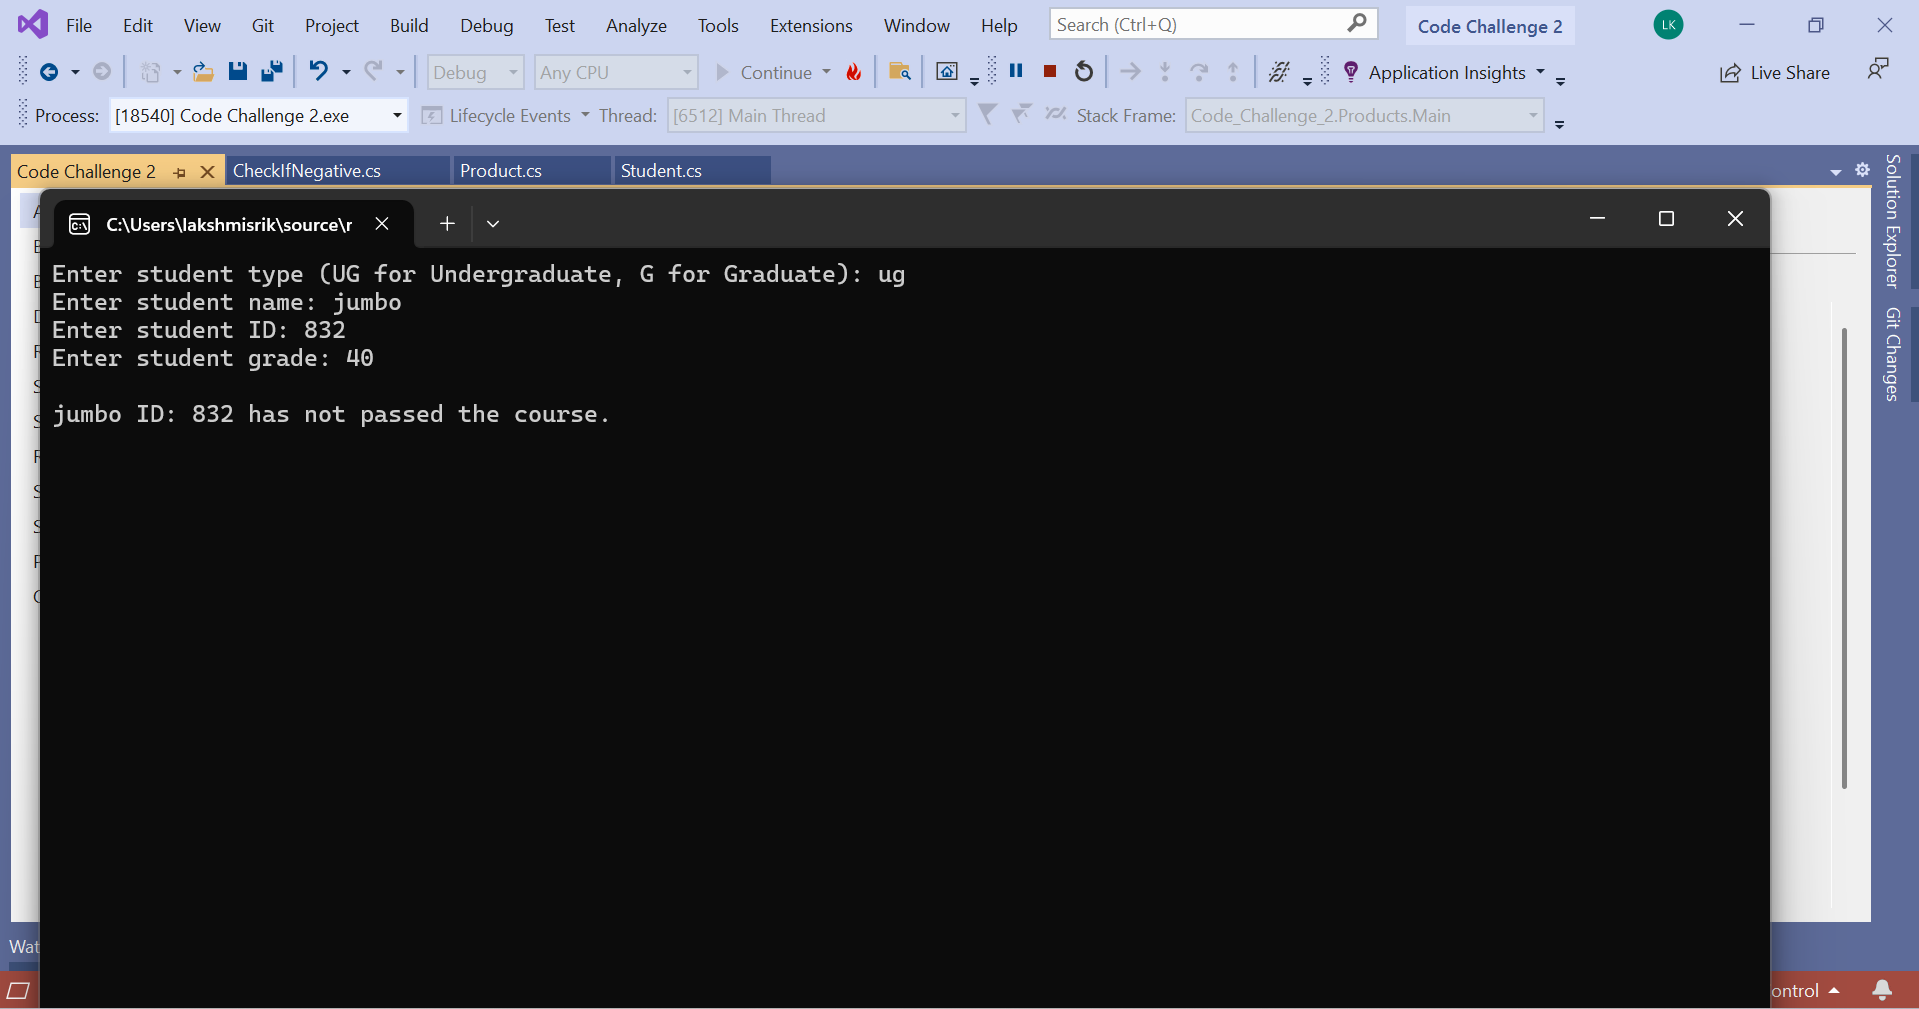 File Edit View Git Project Build Debug Test Analyze Tools Extensions Window Help Search (Ctrl+Q) Code Challenge 2 LK
Debug Any CPU Continue Application Insights Live Share
Process: [18540] Code Challenge 2.exe Lifecycle Events Thread: [6512] Main Thread Stack Frame: Code_Challenge_2.Products.Main
Code Challenge 2 CheckIfNegative.cs Product.cs Student.cs
C:\Users\lakshmisrik\source\r
Enter student type (UG for Undergraduate, G for Graduate): ug
Enter student name: jumbo
Enter student ID: 832
Enter student grade: 40
jumbo ID: 832 has not passed the course.
Solution Explorer
Git Changes
Wat
ontrol